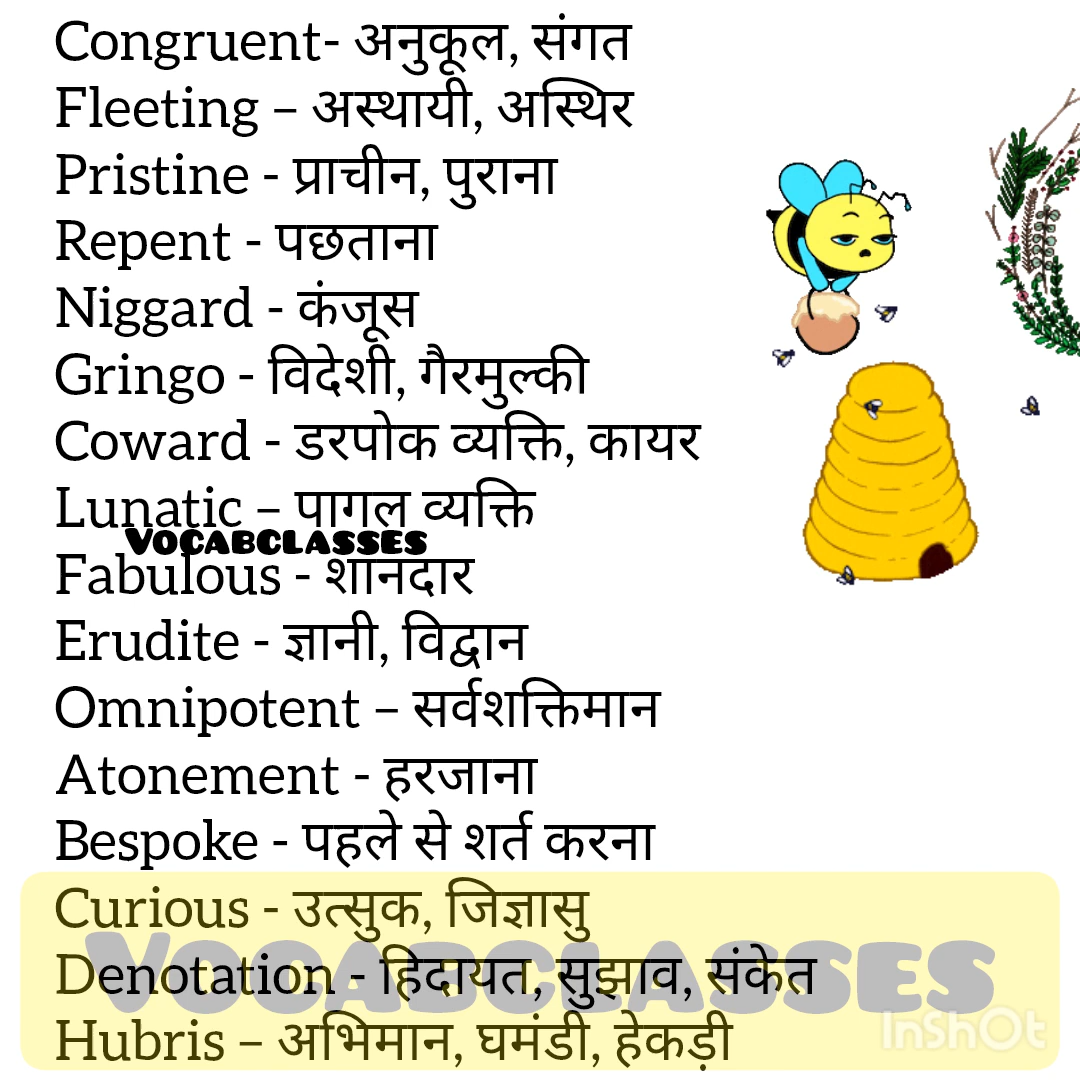 Congruent- अनुकूल, संगत
Fleeting – अस्थायी, अस्थिर
Pristine - प्राचीन, पुराना
Repent - पछताना
Niggard - कंजूस
Gringo - विदेशी, गैरमुल्की
Coward - डरपोक व्यक्ति, कायर
Lunatic – पागल व्यक्ति
VOCABCLASSES
Fabulous - शानदार
Erudite - ज्ञानी, विद्वान
Omnipotent – सर्वशक्तिमान
Atonement - हरजाना
Bespoke - पहले से शर्त करना
Curious - उत्सुक, जिज्ञासु
Denotation - हिदायत, सुझाव, संकेत
VOCABCLASSES
Hubris – अभिमान, घमंडी, हेकड़ी
InShOt